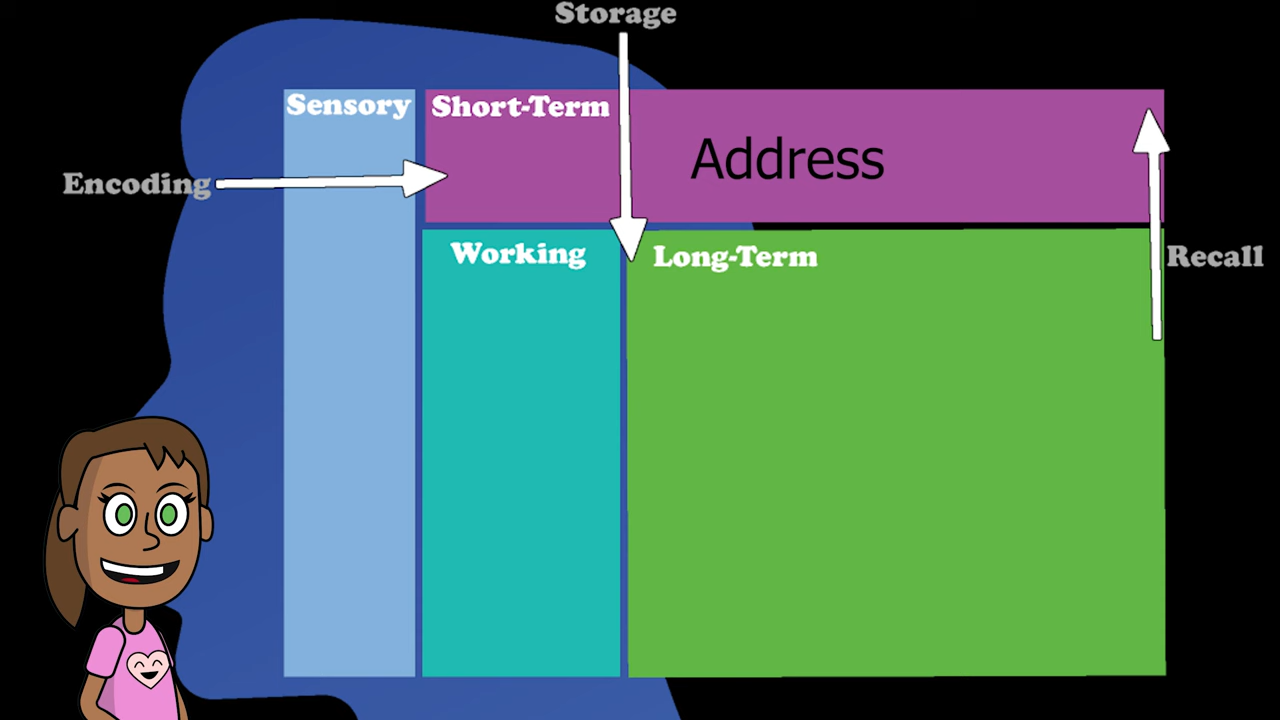 Storage
Sensory
Short-Term
Address
Encoding
Working
Long-Term
Recall